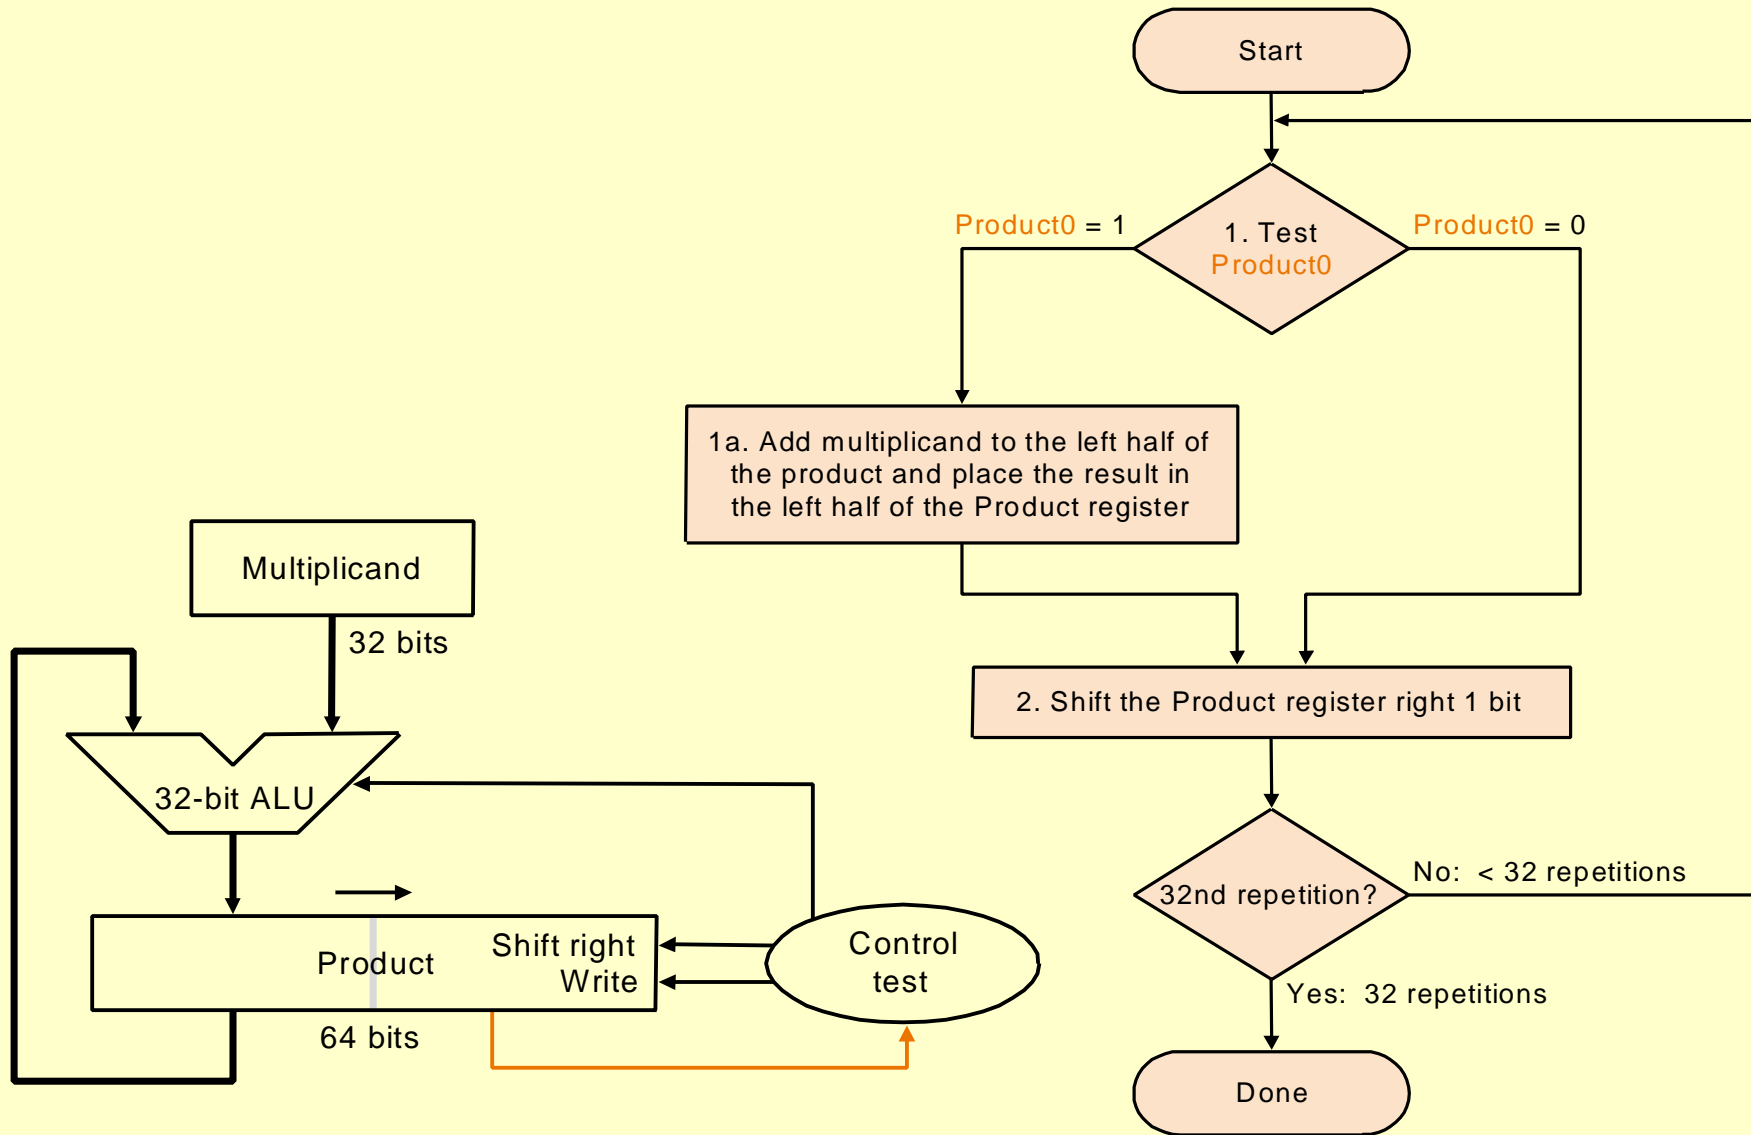 Start
Product0 = 1
1. Test
Product0
Product0 = 0
1a. Add multiplicand to the left half of
the product and place the result in
the left half of the Product register
2. Shift the Product register right 1 bit
32nd repetition?
No: < 32 repetitions
Yes: 32 repetitions
Done
Multiplicand
32 bits
32-bit ALU
Product
Shift right
Write
64 bits
Control
test